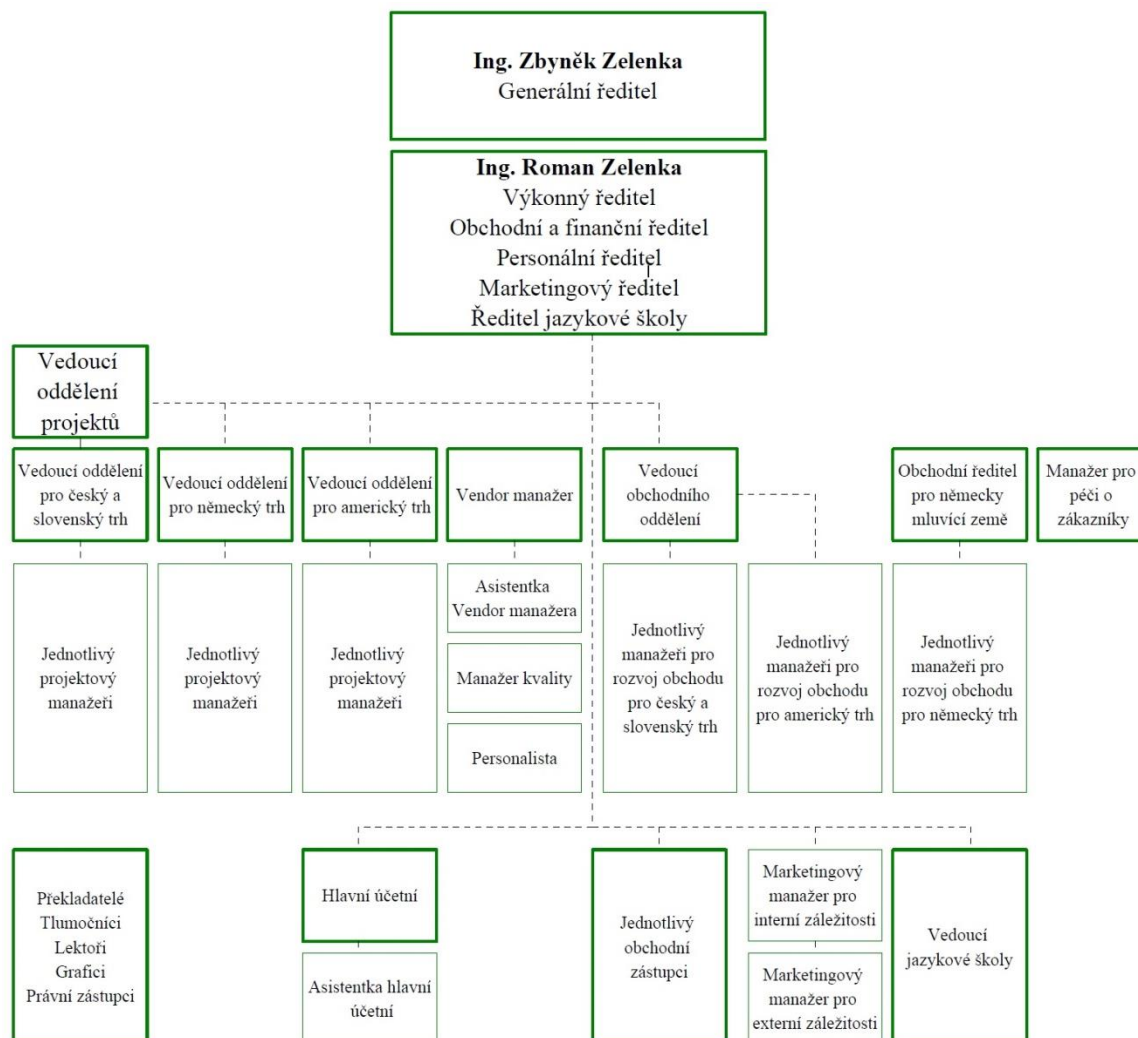 Ing. Zbyněk Zelenka
Generální ředitel
Ing. Roman Zelenka
Výkonný ředitel
Obchodní a finanční ředitel
Personální ředitel
Marketingový ředitel
Ředitel jazykové školy
Vedoucí
oddělení
projektů
Vedoucí oddělení
pro český a
slovenský trh
Vedoucí oddělení
pro německý trh
Vedoucí oddělení
pro americký trh
Vendor manažer
Vedoucí
obchodního
oddělení
Obchodní ředitel
pro německy
mluvící země
Manažer pro
péči o
zákazníky
Jednotlivý
projektový
manažeři
Jednotlivý
projektový
manažeři
Jednotlivý
projektový
manažeři
Asistentka
Vendor manažera
Manažer kvality
Personalista
Jednotlivý
manažeři pro
rozvoj obchodu
pro český a
slovenský trh
Jednotlivý
manažeři pro
rozvoj obchodu
pro americký trh
Jednotlivý
manažeři pro
rozvoj obchodu
pro německý trh
Překladatelé
Tlumočníci
Lektoři
Grafici
Právní zástupci
Hlavní účetní
Asistentka hlavní
účetní
Jednotlivý
obchodní
zástupci
Marketingový
manažer pro
interní záležitosti
Marketingový
manažer pro
externí záležitosti
Vedoucí
jazykové školy